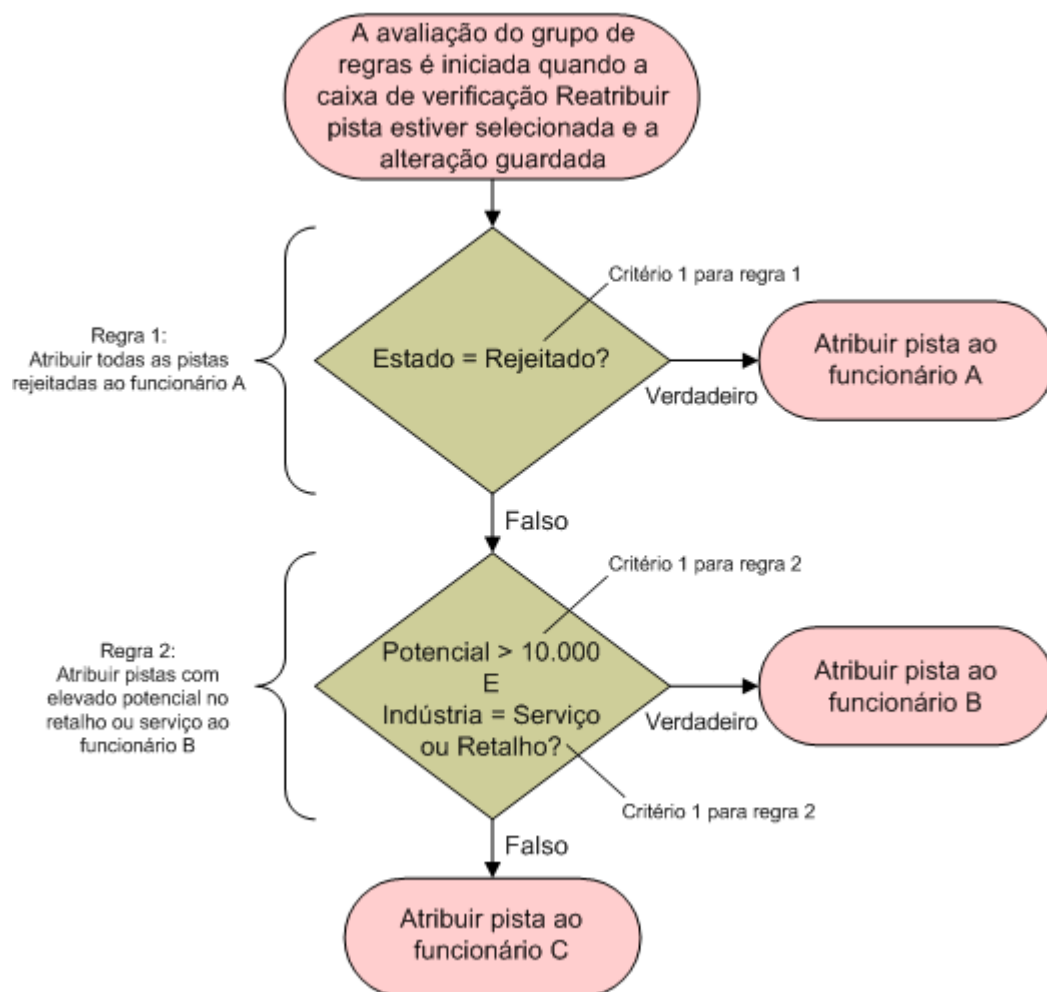 A avaliação do grupo de
regras é iniciada quando a
caixa de verificação Reatribuir
pista estiver selecionada e a
alteração guardada
Critério 1 para regra 1
Regra 1:
Atribuir todas as pistas
rejeitadas ao funcionário A
Estado = Rejeitado?
Verdadeiro
Atribuir pista ao
funcionário A
Falso
Critério 1 para regra 2
Regra 2:
Atribuir pistas com
elevado potencial no
retalho ou serviço ao
funcionário B
Potencial > 10.000
E
Indústria = Serviço
ou Retalho?
Verdadeiro
Atribuir pista ao
funcionário B
Critério 1 para regra 2
Falso
Atribuir pista ao
funcionário C